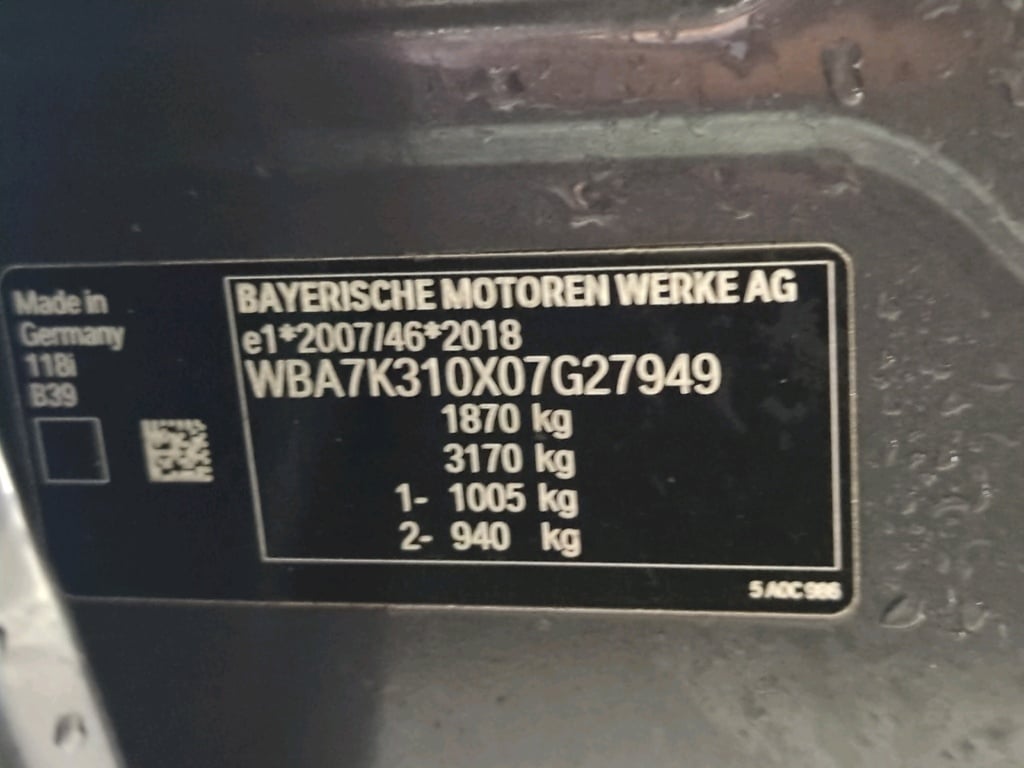 Made in
Germany
118i
B39
BAYERISCHE MOTOREN WERKE AG
e1*2007/46*2018
WBA7K310X07G27949
1870 kg
3170 kg
1- 1005 kg
2- 940 kg
5 A0C 986